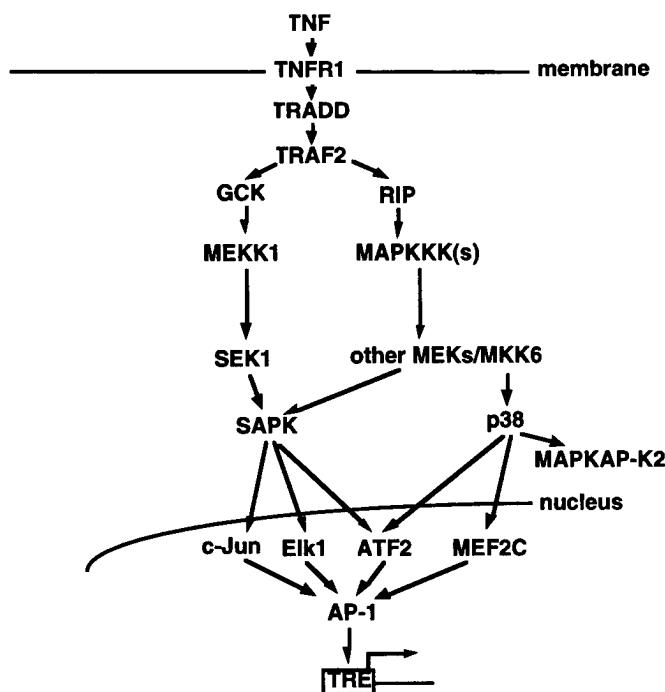 TNF
TNFR1
membrane
TRADD
TRAF2
GCK
RIP
MEKK1
MAPKKK(s)
SEK1
other MEKs/MKK6
SAPK
p38
MAPKAP-K2
nucleus
c-Jun
Elk1
ATF2
MEF2C
AP-1
TRE